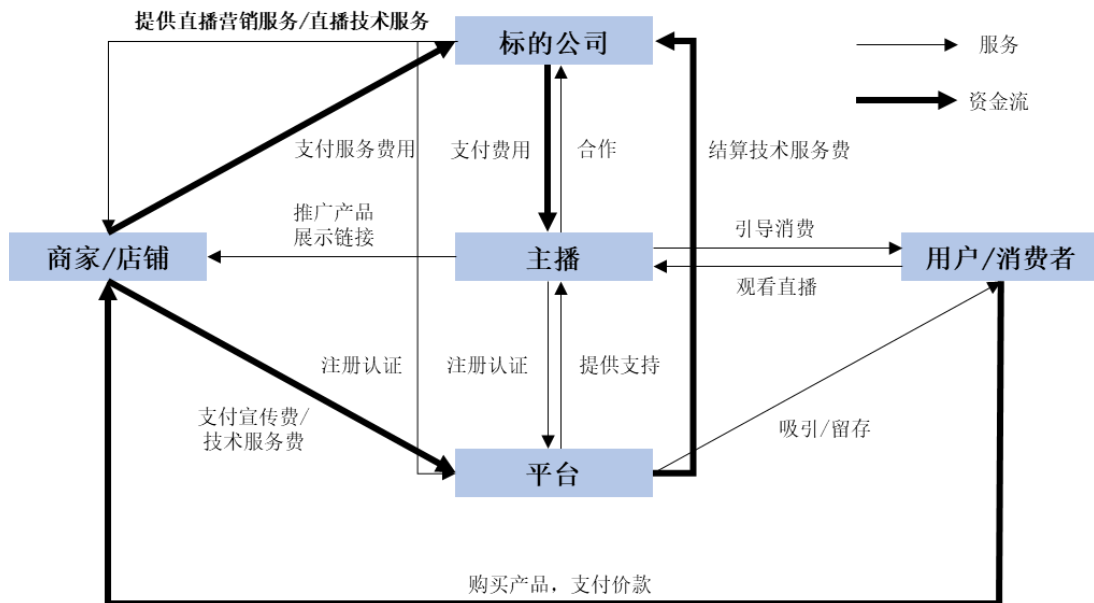 提供直播营销服务/直播技术服务
标的公司
服务
资金流
支付服务费用
支付费用
合作
结算技术服务费
推广产品
展示链接
引导消费
商家/店铺
主播
用户/消费者
观看直播
注册认证
注册认证
提供支持
支付宣传费/
技术服务费
吸引/留存
平台
购买产品，支付价款